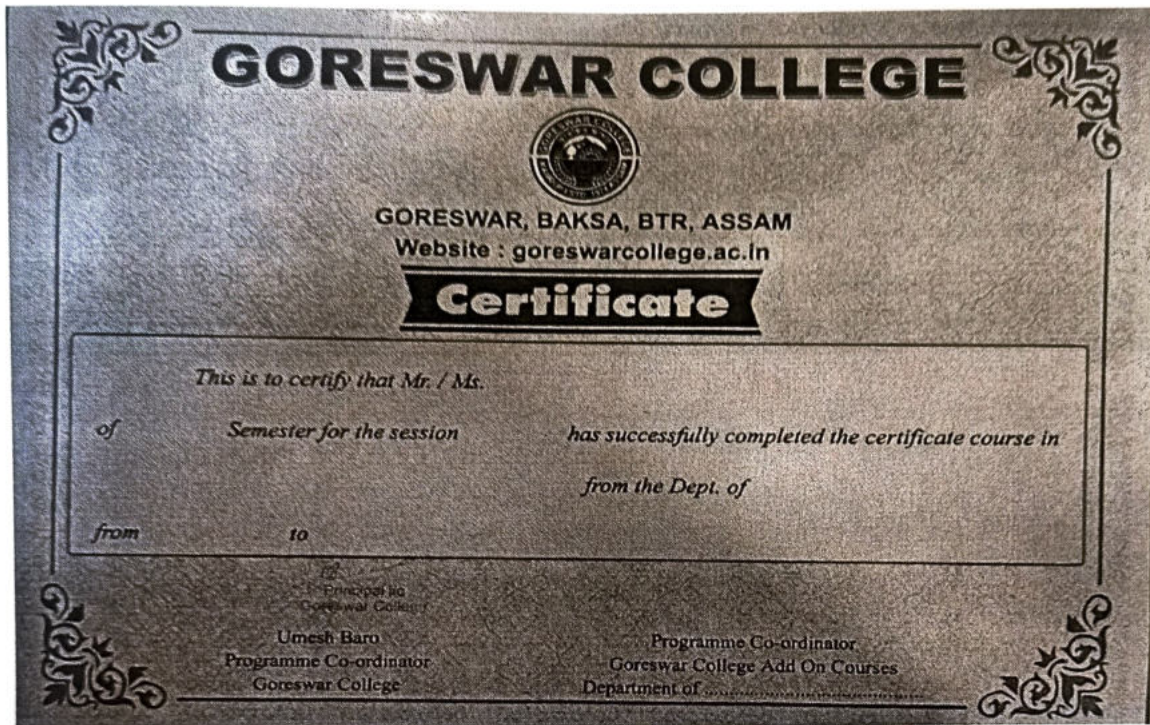 GORESWAR COLLEGE
GORESWAR COLLEGE
GORESWAR, BAKSA, BTR, ASSAM
Website : goreswarcollege.ac.in
Certificate
This is to certify that Mr. / Ms.
of Semester for the session has successfully completed the certificate course in
from the Dept. of
from to
Principal i/c
Goreswar College
Umesh Baro
Programme Co-ordinator
Goreswar College
Programme Co-ordinator
Goreswar College Add On Courses
Department of ................................................